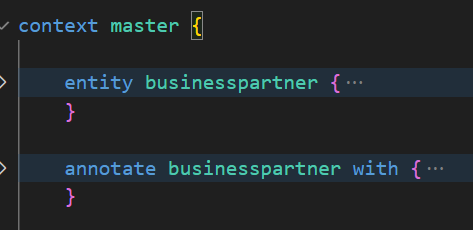 context master {
entity businesspartner {···
}
annotate businesspartner with {···
}